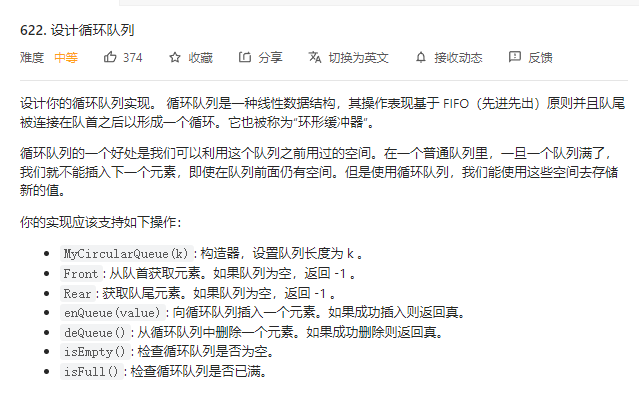 622. 设计循环队列
难度 中等 374 收藏 分享 切换为英文 接收动态 反馈
设计你的循环队列实现。 循环队列是一种线性数据结构，其操作表现基于 FIFO（先进先出）原则并且队尾
被连接在队首之后以形成一个循环。它也被称为“环形缓冲器”。
循环队列的一个好处是我们可以利用这个队列之前用过的空间。在一个普通队列里，一旦一个队列满了，
我们就不能插入下一个元素，即使在队列前面仍有空间。但是使用循环队列，我们能使用这些空间去存储
新的值。
你的实现应该支持如下操作：
MyCircularQueue(k): 构造器，设置队列长度为 k 。
Front: 从队首获取元素。如果队列为空，返回 -1 。
Rear: 获取队尾元素。如果队列为空，返回 -1 。
enQueue(value): 向循环队列插入一个元素。如果成功插入则返回真。
deQueue(): 从循环队列中删除一个元素。如果成功删除则返回真。
isEmpty(): 检查循环队列是否为空。
isFull(): 检查循环队列是否已满。